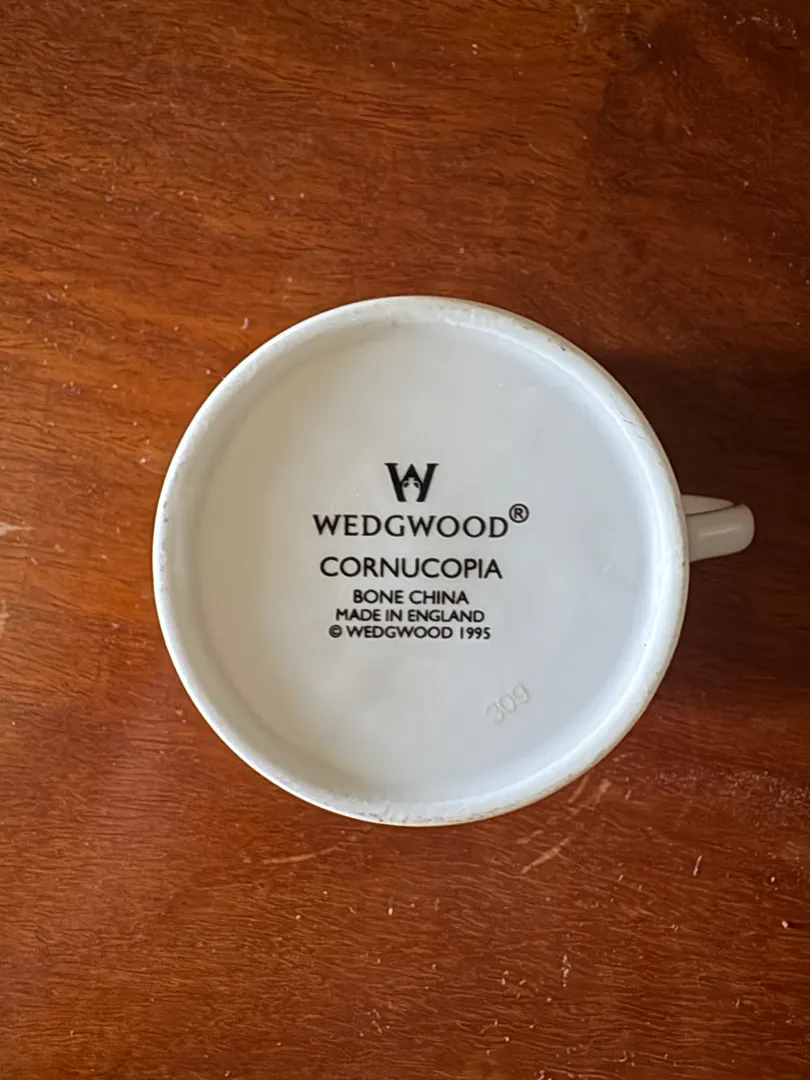 W
WEDGWOOD®
CORNUCOPIA
BONE CHINA
MADE IN ENGLAND
© WEDGWOOD 1995
309